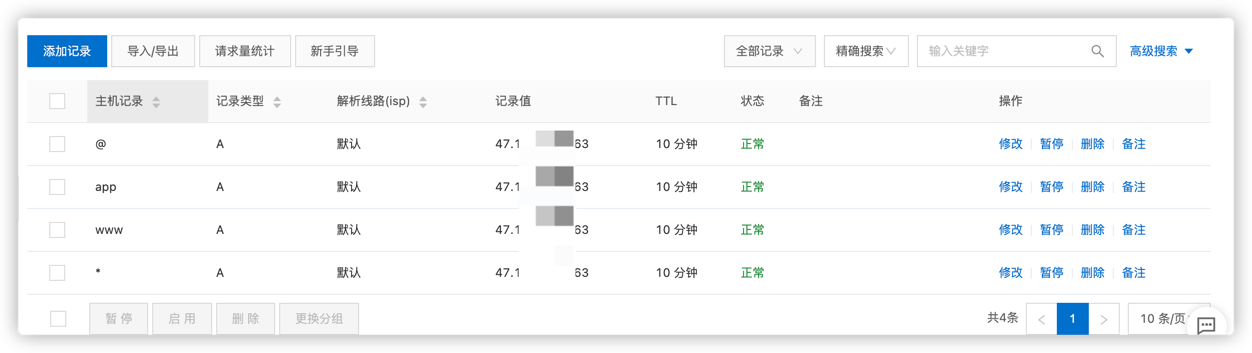 添加记录 导入/导出 请求量统计 新手引导 全部记录 精确搜索 输入关键字 高级搜索
主机记录 记录类型 解析线路(isp) 记录值 TTL 状态 备注 操作
@ A 默认 47.1 63 10 分钟 正常 修改 暂停 删除 备注
app A 默认 47.1 63 10 分钟 正常 修改 暂停 删除 备注
www A 默认 47.1 63 10 分钟 正常 修改 暂停 删除 备注
* A 默认 47.1 63 10 分钟 正常 修改 暂停 删除 备注
暂 停 启 用 删 除 更换分组 共4条 < 1 > 10 条/页